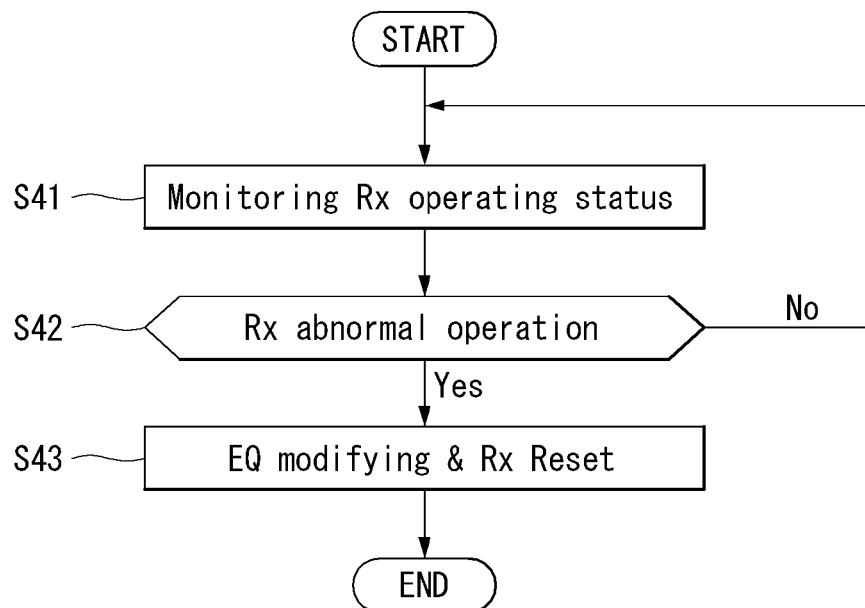 START
S41
Monitoring Rx operating status
S42
Rx abnormal operation
No
Yes
S43
EQ modifying & Rx Reset
END